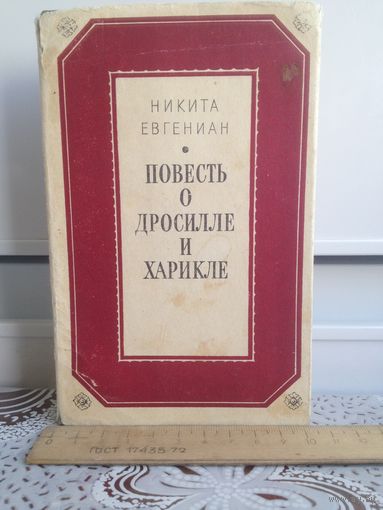 НИКИТА
ЕВГЕНИАН
•
ПОВЕСТЬ
О
ДРОСИЛЛЕ
И
ХАРИКЛЕ
ГОСТ 17435-72